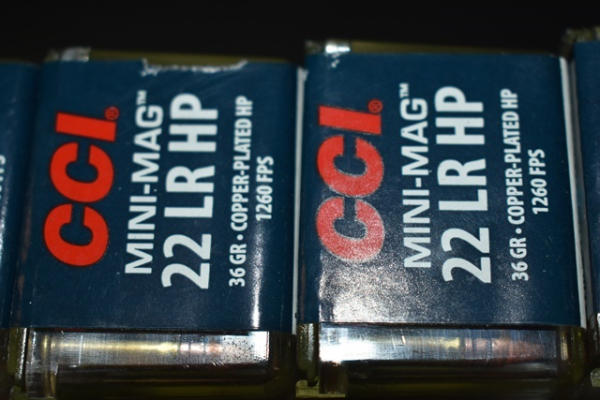 CCI®
MINI-MAG™
22 LR HP
36 GR • COPPER-PLATED HP
1260 FPS
CCI®
MINI-MAG™
22 LR HP
36 GR • COPPER-PLATED HP
1260 FPS